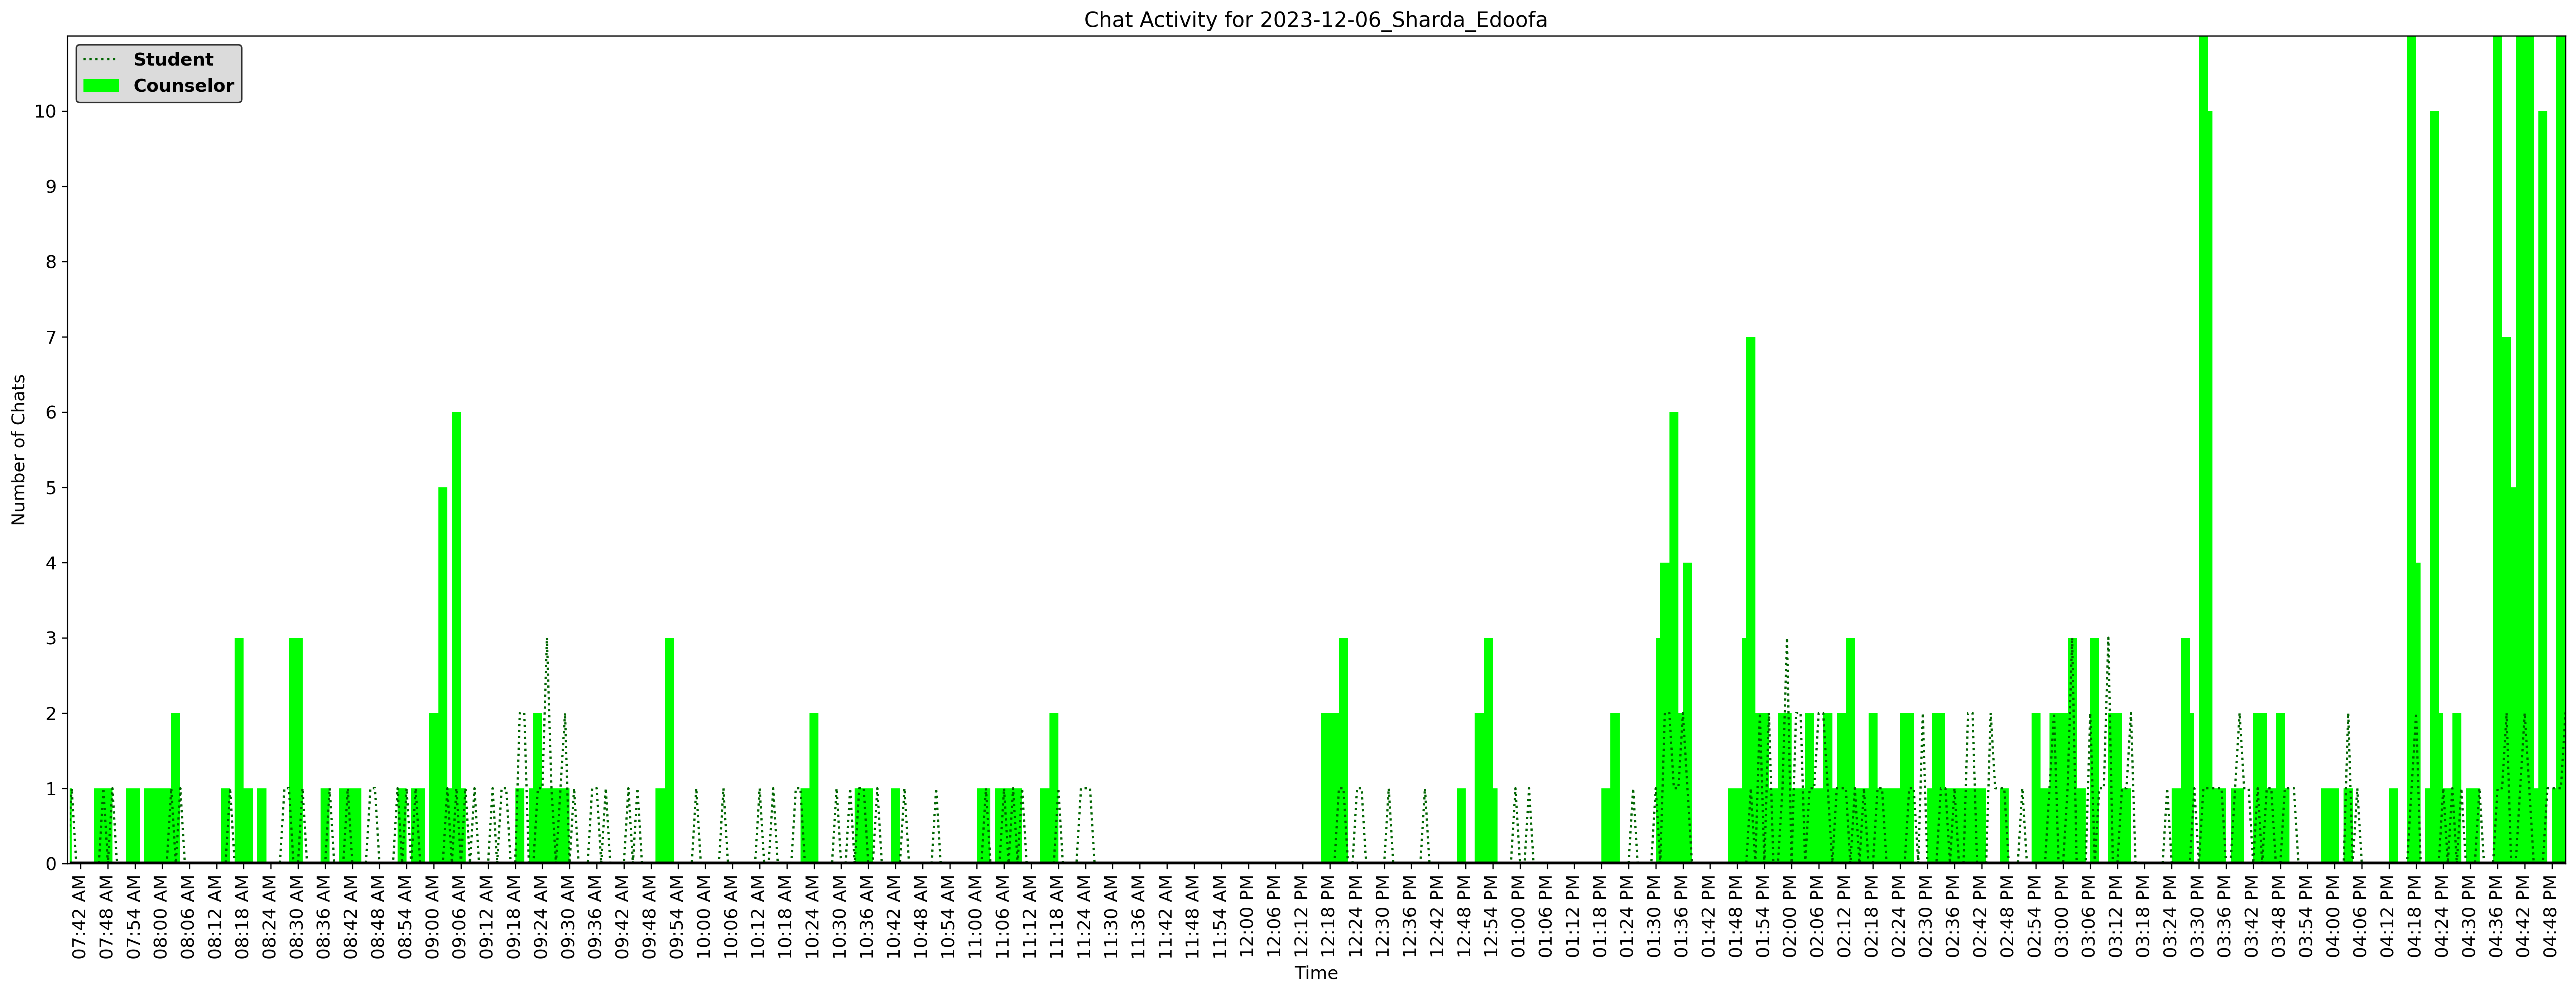 Chat Activity for 2023-12-06_Sharda_Edoofa
Student
Counselor
Number of Chats
10
9
8
7
6
5
4
3
2
1
0
07:42 AM
07:48 AM
07:54 AM
08:00 AM
08:06 AM
08:12 AM
08:18 AM
08:24 AM
08:30 AM
08:36 AM
08:42 AM
08:48 AM
08:54 AM
09:00 AM
09:06 AM
09:12 AM
09:18 AM
09:24 AM
09:30 AM
09:36 AM
09:42 AM
09:48 AM
09:54 AM
10:00 AM
10:06 AM
10:12 AM
10:18 AM
10:24 AM
10:30 AM
10:36 AM
10:42 AM
10:48 AM
10:54 AM
11:00 AM
11:06 AM
11:12 AM
11:18 AM
11:24 AM
11:30 AM
11:36 AM
11:42 AM
11:48 AM
11:54 AM
12:00 PM
12:06 PM
12:12 PM
12:18 PM
12:24 PM
12:30 PM
12:36 PM
12:42 PM
12:48 PM
12:54 PM
01:00 PM
01:06 PM
01:12 PM
01:18 PM
01:24 PM
01:30 PM
01:36 PM
01:42 PM
01:48 PM
01:54 PM
02:00 PM
02:06 PM
02:12 PM
02:18 PM
02:24 PM
02:30 PM
02:36 PM
02:42 PM
02:48 PM
02:54 PM
03:00 PM
03:06 PM
03:12 PM
03:18 PM
03:24 PM
03:30 PM
03:36 PM
03:42 PM
03:48 PM
03:54 PM
04:00 PM
04:06 PM
04:12 PM
04:18 PM
04:24 PM
04:30 PM
04:36 PM
04:42 PM
04:48 PM
Time